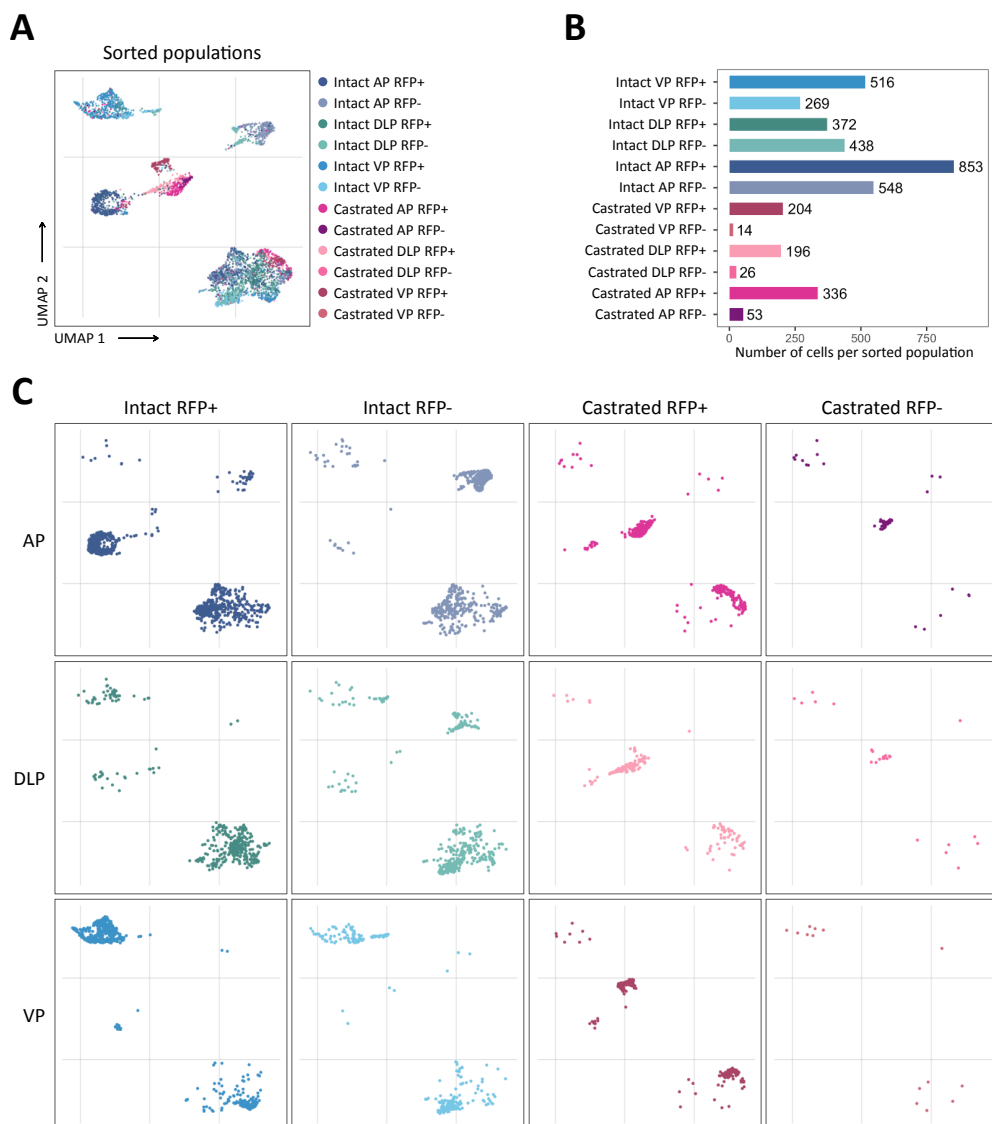 A
Sorted populations
Intact AP RFP+
Intact AP RFP-
Intact DLP RFP+
Intact DLP RFP-
Intact VP RFP+
Intact VP RFP-
Castrated AP RFP+
Castrated AP RFP-
Castrated DLP RFP+
Castrated DLP RFP-
Castrated VP RFP+
Castrated VP RFP-
UMAP 2
UMAP 1
B
Intact VP RFP+ 516
Intact VP RFP- 269
Intact DLP RFP+ 372
Intact DLP RFP- 438
Intact AP RFP+ 853
Intact AP RFP- 548
Castrated VP RFP+ 204
Castrated VP RFP- 14
Castrated DLP RFP+ 196
Castrated DLP RFP- 26
Castrated AP RFP+ 336
Castrated AP RFP- 53
0 250 500 750
Number of cells per sorted population
C
Intact RFP+ Intact RFP- Castrated RFP+ Castrated RFP-
AP
DLP
VP